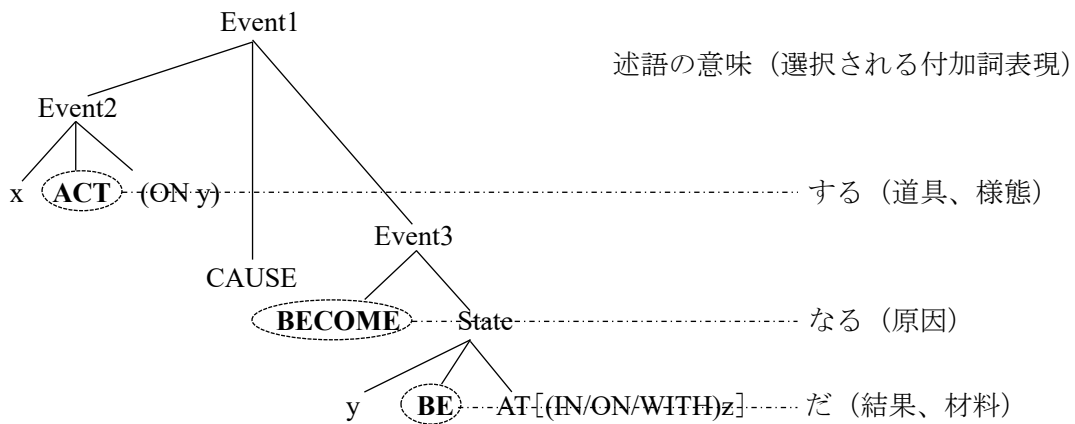 Event1
述語の意味（選択される付加詞表現）
Event2
x ACT (ON y) する（道具、様態）
Event3
CAUSE
BECOME State なる（原因）
y BE AT[(IN/ON/WITH)z] だ（結果、材料）